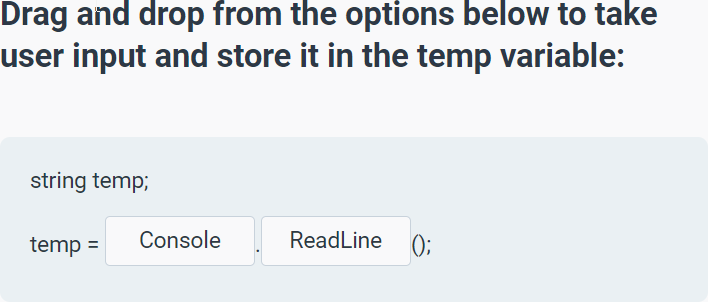 Drag and drop from the options below to take
user input and store it in the temp variable:
string temp;
temp = Console . ReadLine ();